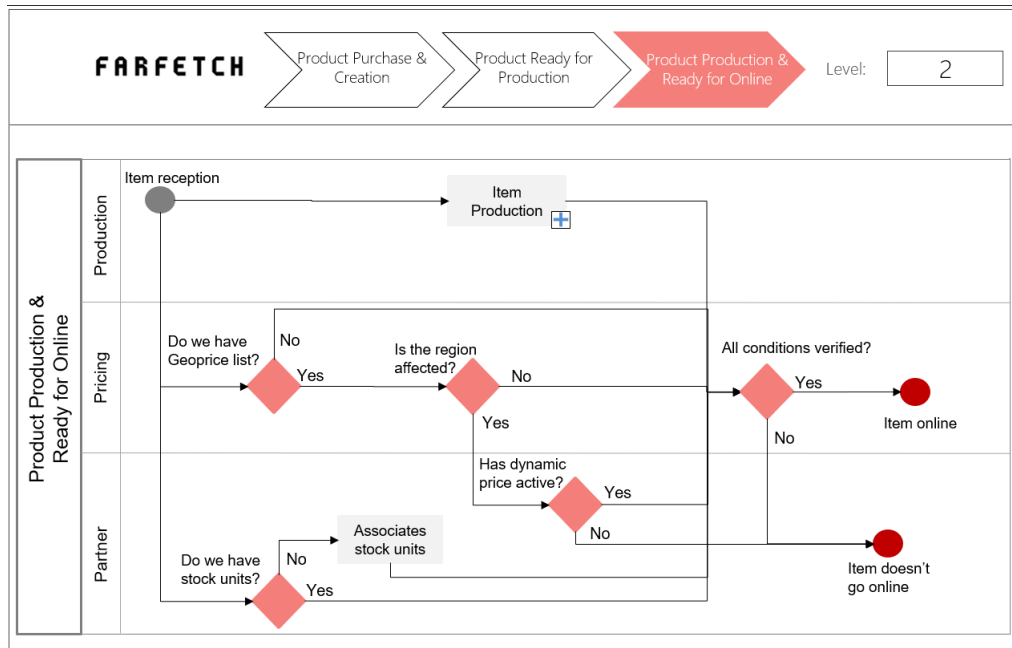 FARFETCH
Product Purchase &
Creation
Product Ready for
Production
Product Production &
Ready for Online
Level:
2
Product Production &
Ready for Online
Production
Item reception
Item
Production
Pricing
Do we have
Geoprice list?
No
Yes
Is the region
affected?
No
Yes
All conditions verified?
Yes
No
Item online
Partner
Has dynamic
price active?
Yes
No
Do we have
stock units?
No
Yes
Associates
stock units
Item doesn't
go online